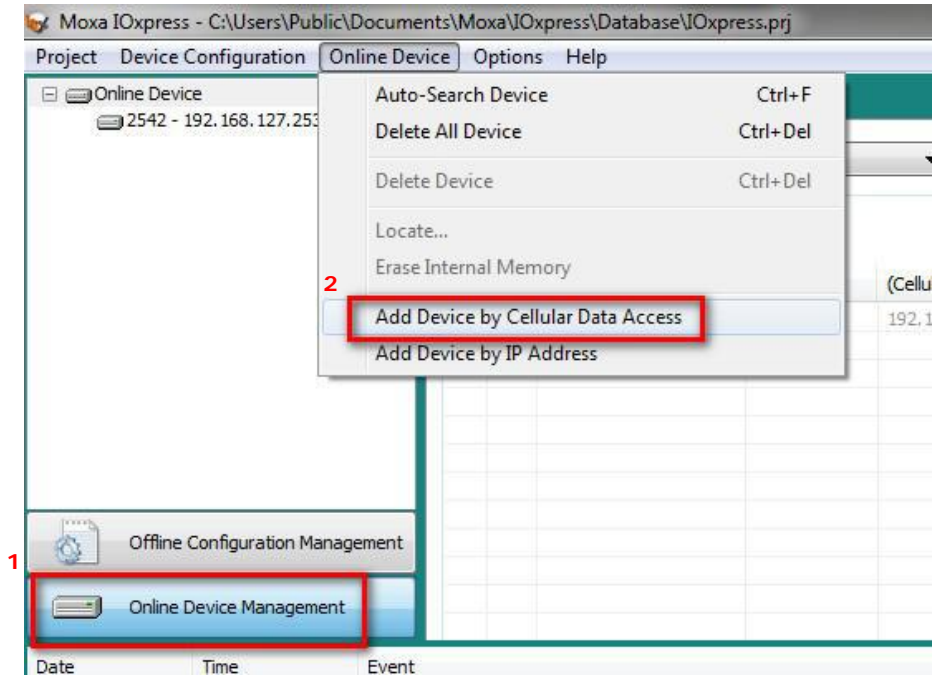 Moxa IOxpress - C:\Users\Public\Documents\Moxa\IOxpress\Database\IOxpress.prj
Project Device Configuration Online Device Options Help
Online Device
2542 - 192.168.127.253
Auto-Search Device Ctrl+F
Delete All Device Ctrl+Del
Delete Device Ctrl+Del
Locate...
Erase Internal Memory
2
Add Device by Cellular Data Access
Add Device by IP Address
(Cellu
192.1
Offline Configuration Management
1
Online Device Management
Date Time Event